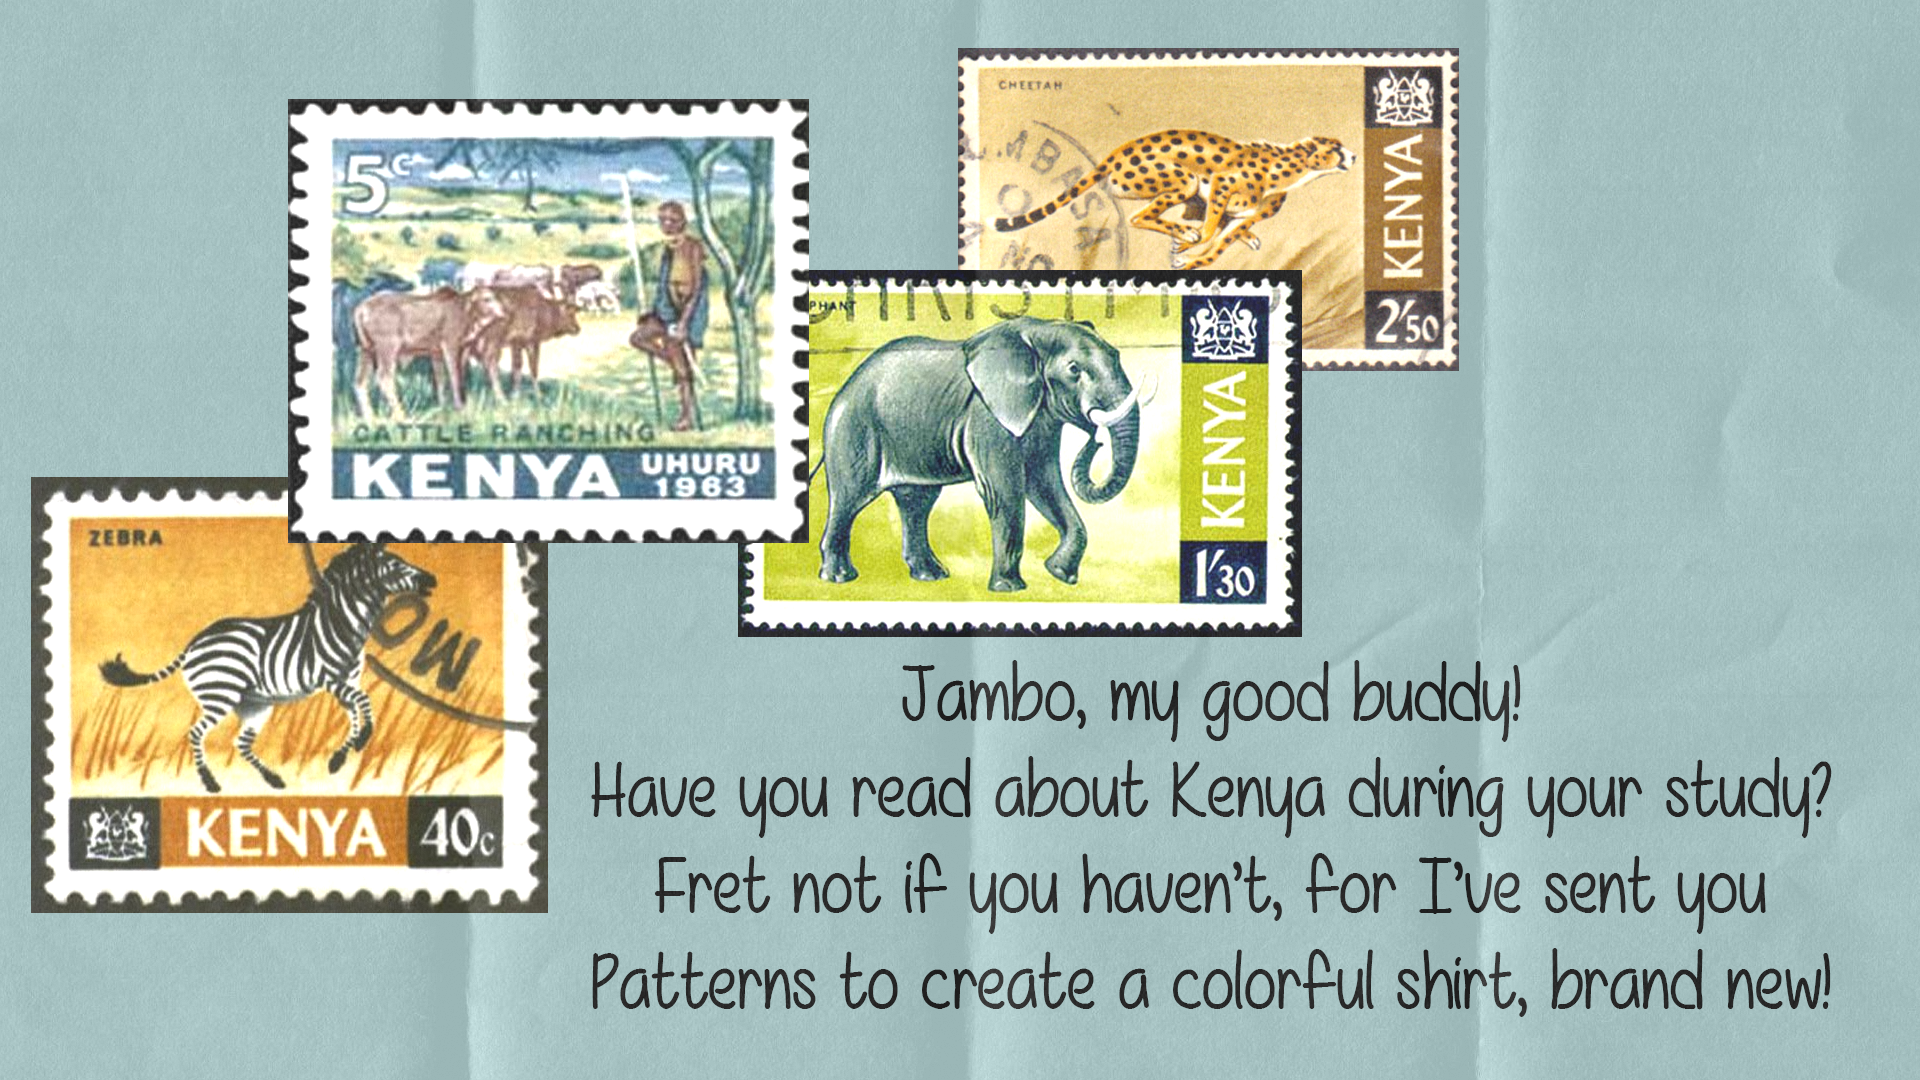 CHEETAH
KENYA
2/50
5c
CATTLE RANCHING
KENYA
UHURU
1963
KENYA
1/30
ZEBRA
KENYA
40c
Jambo, my good buddy!
Have you read about Kenya during your study?
Fret not if you haven't, for I've sent you
Patterns to create a colorful shirt, brand new!